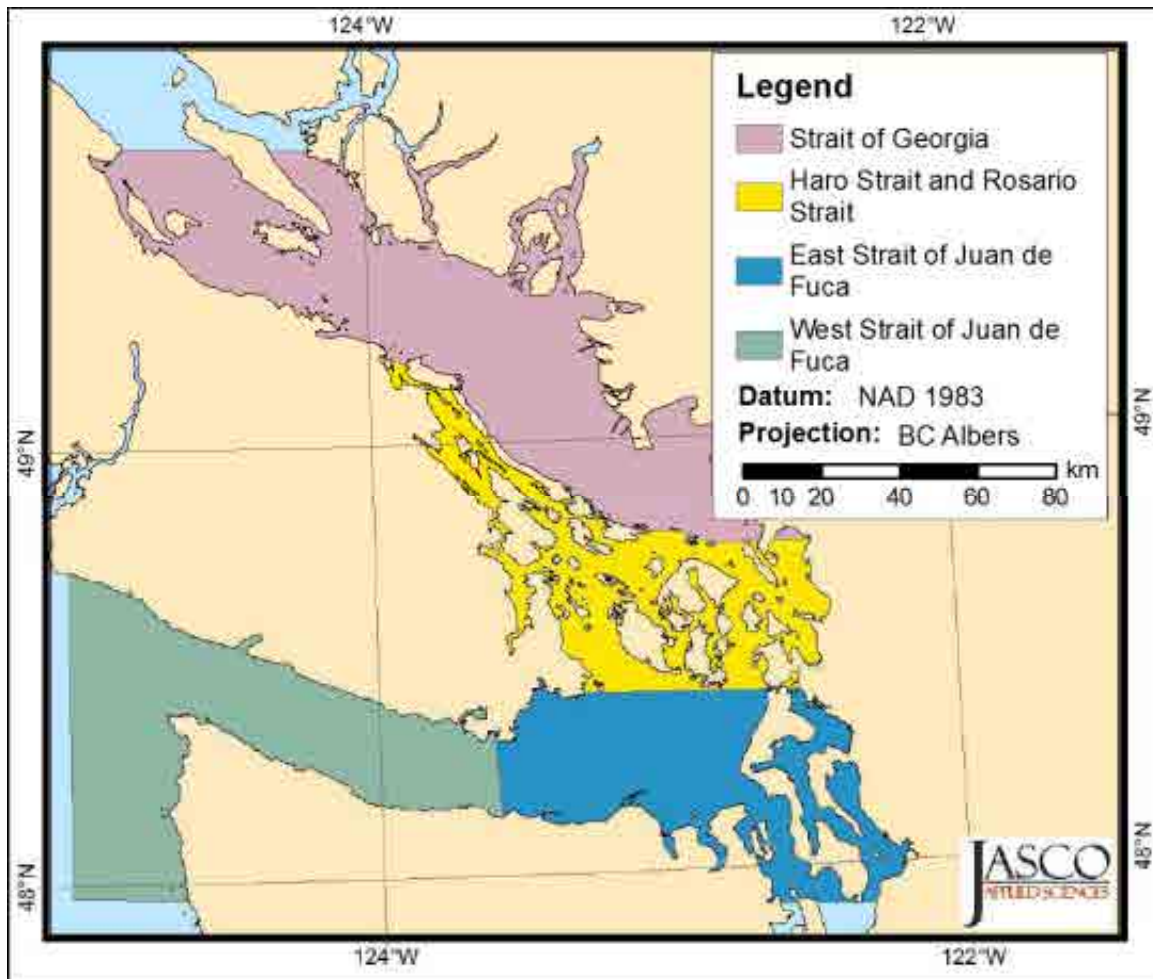 124°W
122°W
Legend
Strait of Georgia
Haro Strait and Rosario
Strait
East Strait of Juan de
Fuca
West Strait of Juan de
Fuca
Datum: NAD 1983
Projection: BC Albers
km
0 10 20 40 60 80
49°N
49°N
48°N
48°N
JASCO
APPLIED SCIENCES
124°W
122°W